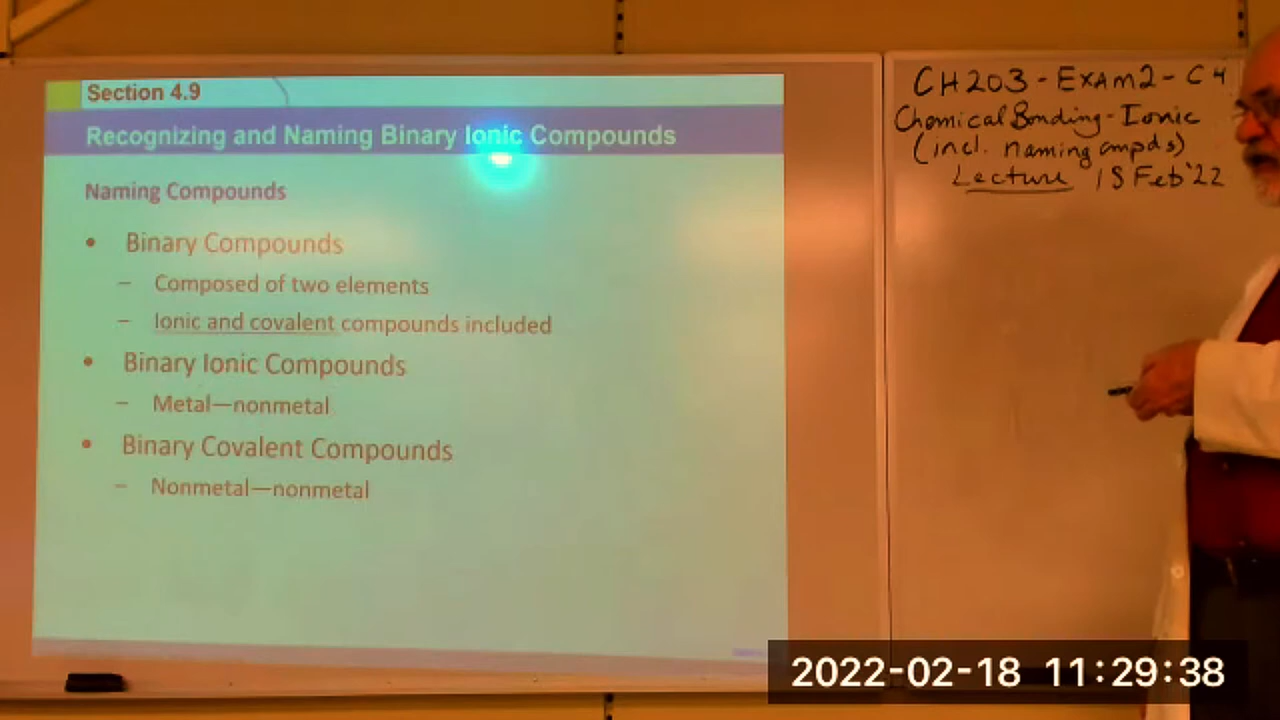 Section 4.9
Recognizing and Naming Binary Ionic Compounds
Naming Compounds
• Binary Compounds
– Composed of two elements
– Ionic and covalent compounds included
• Binary Ionic Compounds
– Metal—nonmetal
• Binary Covalent Compounds
– Nonmetal—nonmetal
CH203 - Exam2 - C4
Chemical Bonding - Ionic
(incl. naming cmpds)
Lecture 18 Feb'22
2022-02-18 11:29:38